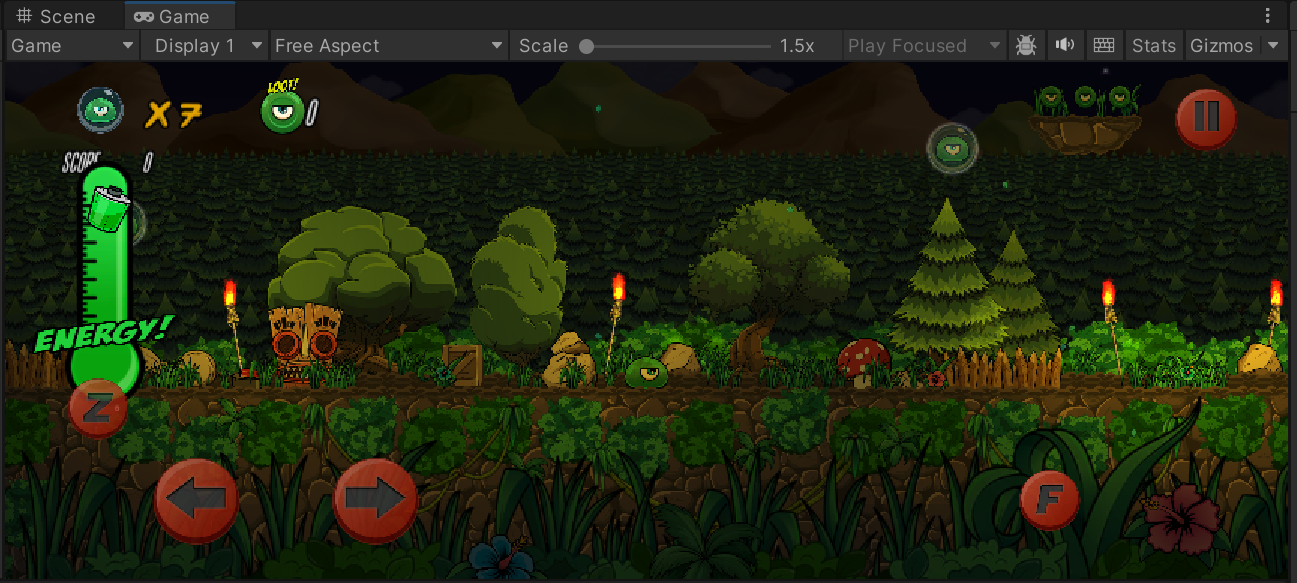 Scene Game
Game Display 1 Free Aspect Scale 1.5x Play Focused Stats Gizmos
LOOT!
X 7 0
SCORE 0
ENERGY!
Z
F